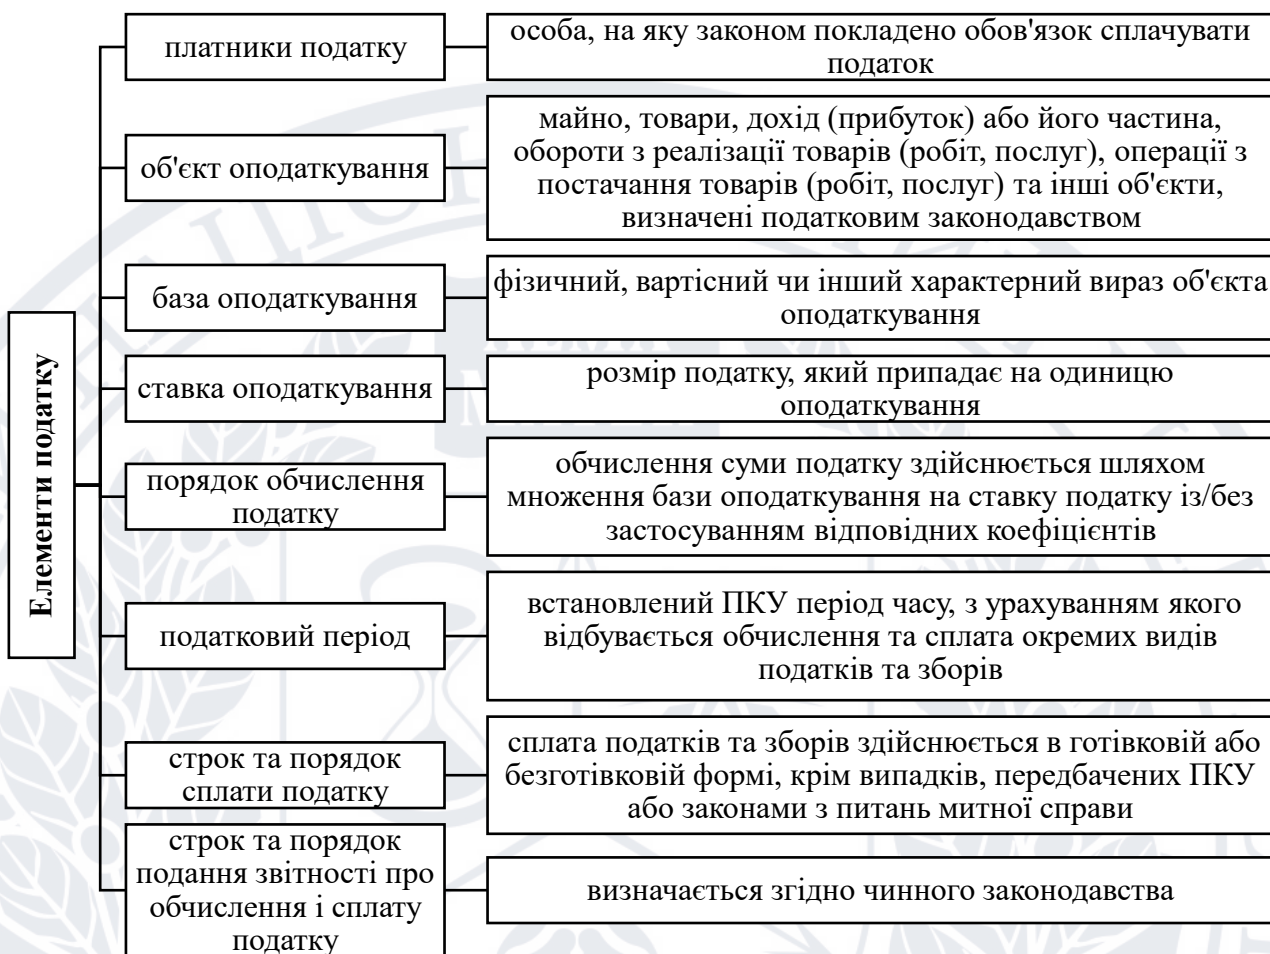 платники податку
особа, на яку законом покладено обов'язок сплачувати
податок
об'єкт оподаткування
майно, товари, дохід (прибуток) або його частина,
обороти з реалізації товарів (робіт, послуг), операції з
постачання товарів (робіт, послуг) та інші об'єкти,
визначені податковим законодавством
база оподаткування
фізичний, вартісний чи інший характерний вираз об'єкта
оподаткування
Елементи податку
ставка оподаткування
розмір податку, який припадає на одиницю
оподаткування
порядок обчислення
податку
обчислення суми податку здійснюється шляхом
множення бази оподаткування на ставку податку із/без
застосуванням відповідних коефіцієнтів
податковий період
встановлений ПКУ період часу, з урахуванням якого
відбувається обчислення та сплата окремих видів
податків та зборів
строк та порядок
сплати податку
сплата податків та зборів здійснюється в готівковій або
безготівковій формі, крім випадків, передбачених ПКУ
або законами з питань митної справи
строк та порядок
подання звітності про
обчислення і сплату
податку
визначається згідно чинного законодавства